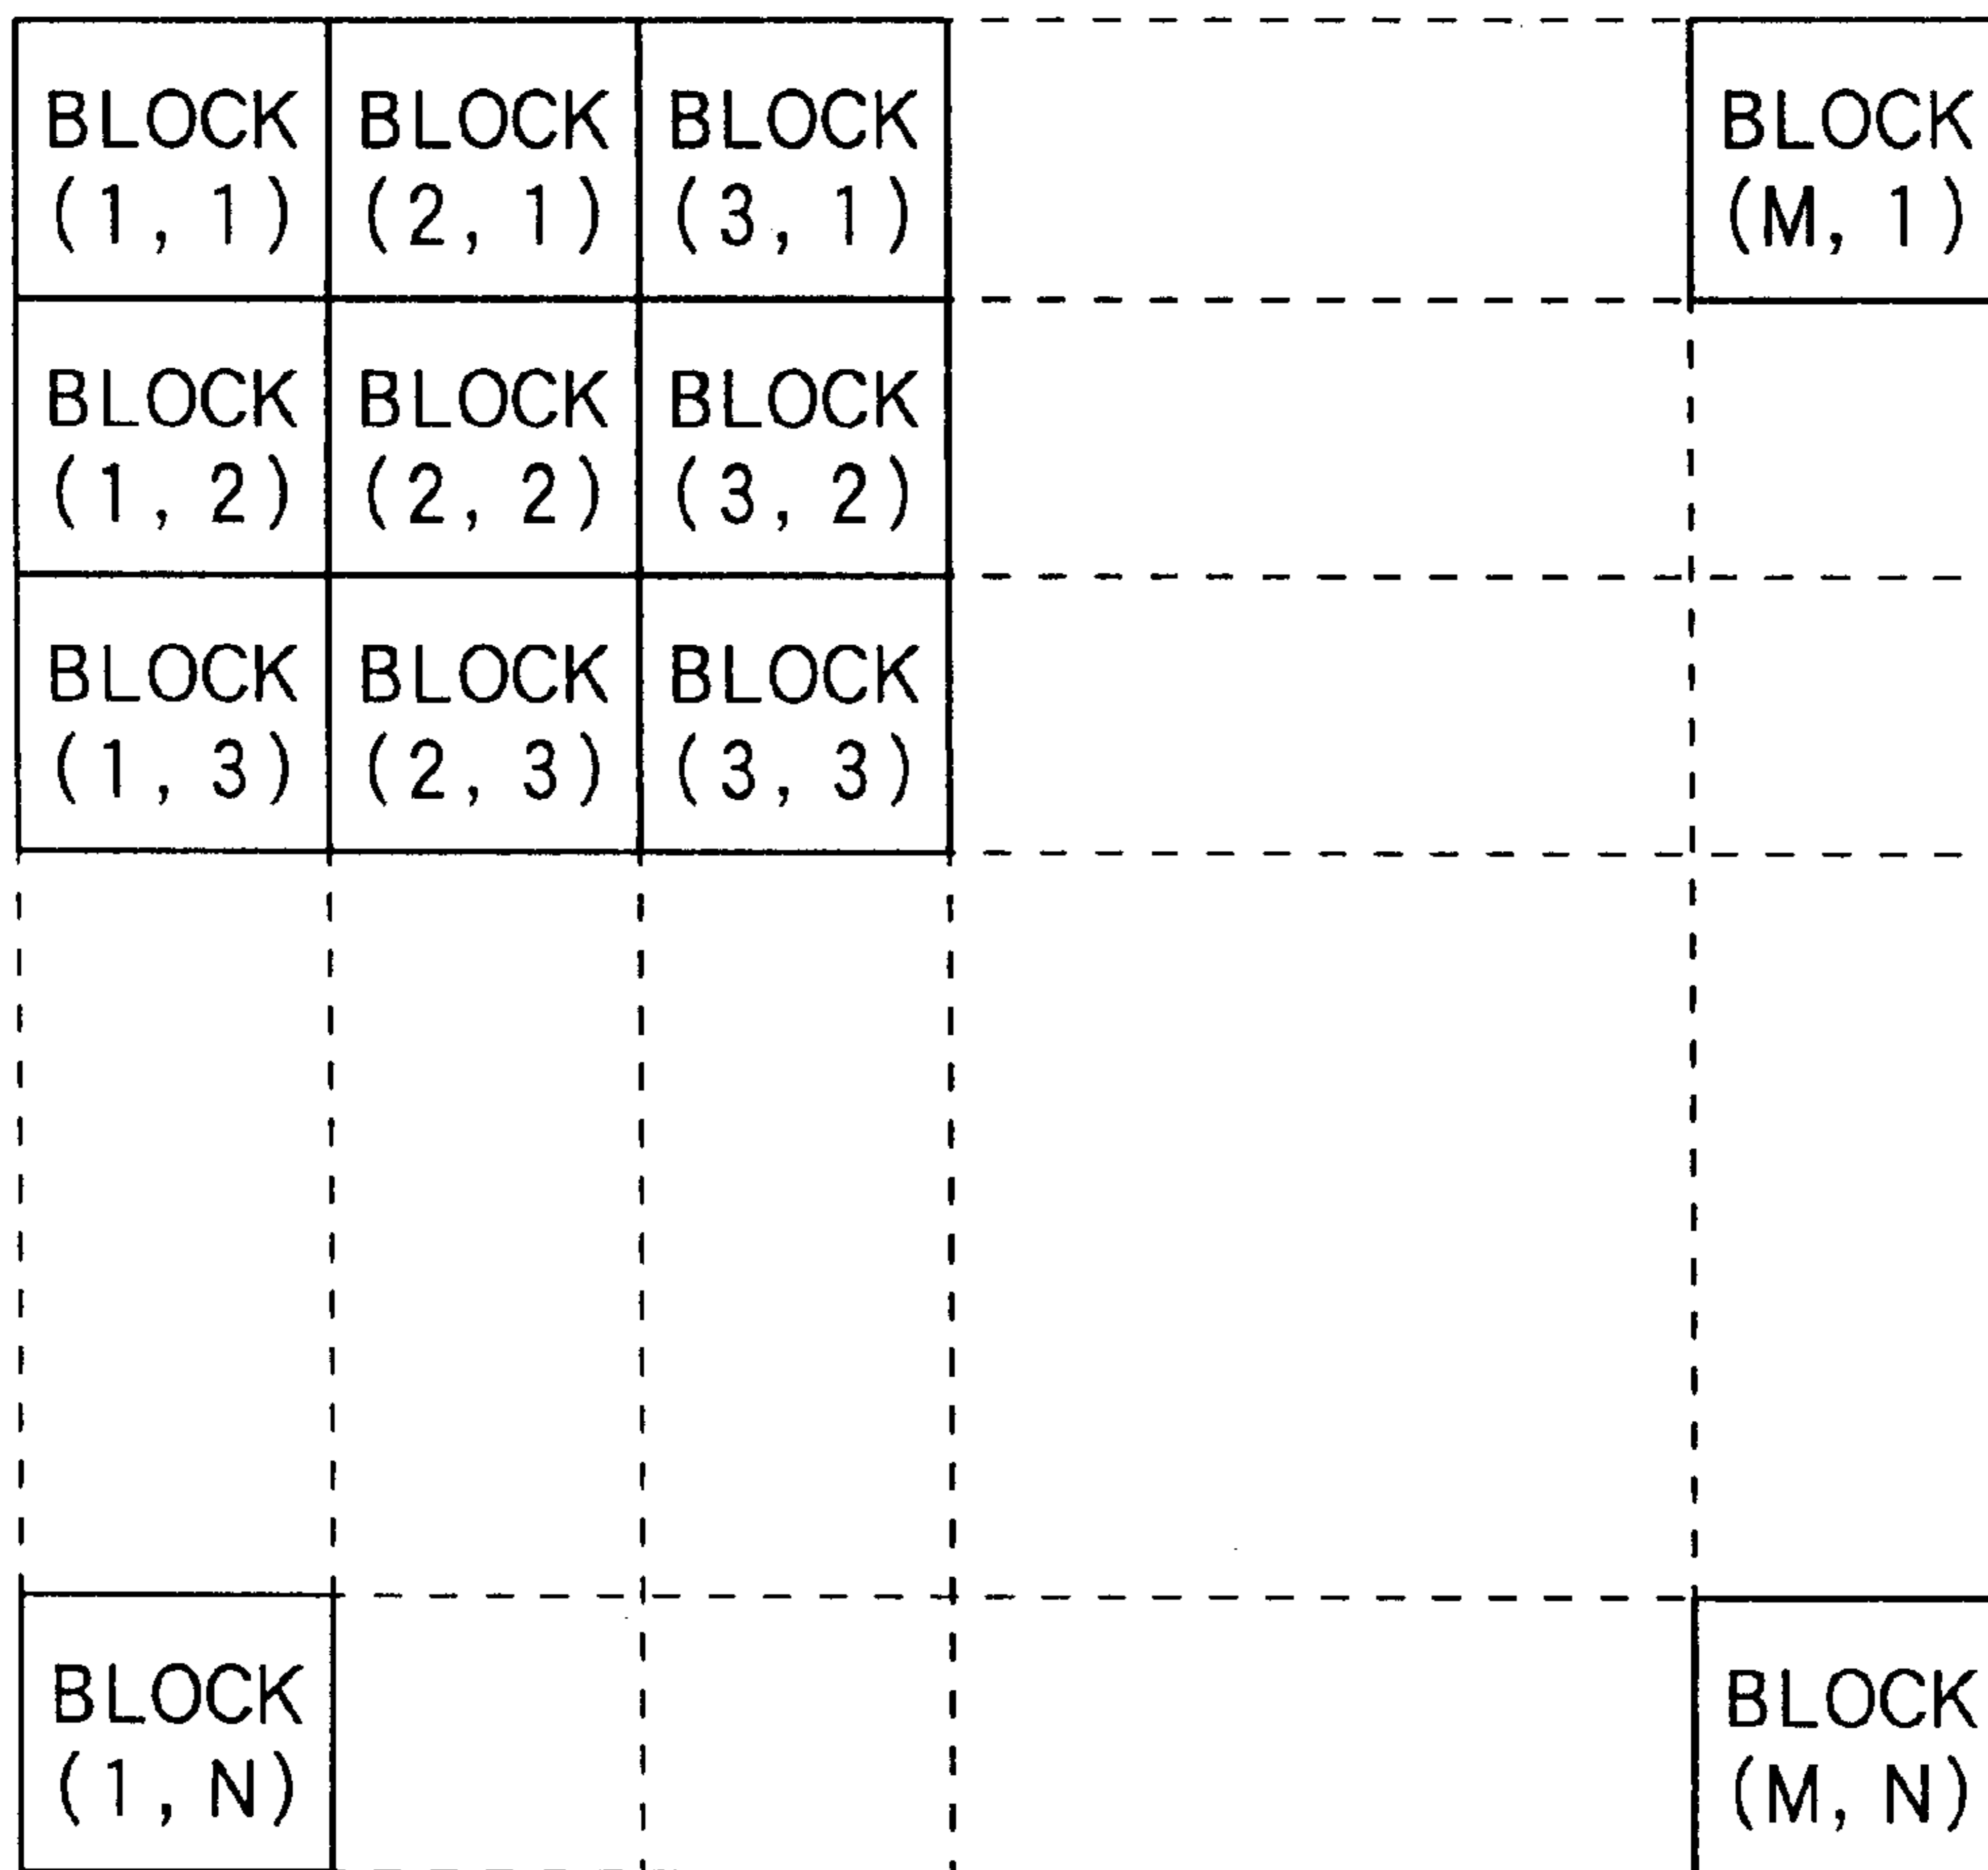 BLOCK
(1, 1)
BLOCK
(2, 1)
BLOCK
(3, 1)
BLOCK
(M, 1)
BLOCK
(1, 2)
BLOCK
(2, 2)
BLOCK
(3, 2)
BLOCK
(1, 3)
BLOCK
(2, 3)
BLOCK
(3, 3)
BLOCK
(1, N)
BLOCK
(M, N)